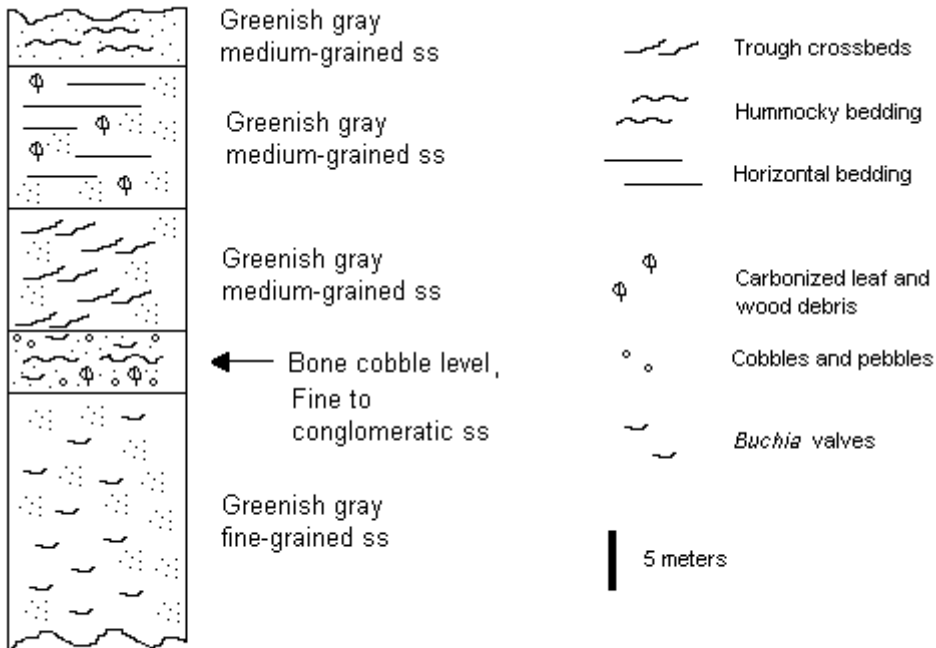 Greenish gray
medium-grained ss
Greenish gray
medium-grained ss
Greenish gray
medium-grained ss
Bone cobble level,
Fine to
conglomeratic ss
Greenish gray
fine-grained ss
Trough crossbeds
Hummocky bedding
Horizontal bedding
Carbonized leaf and
wood debris
Cobbles and pebbles
Buchia valves
5 meters